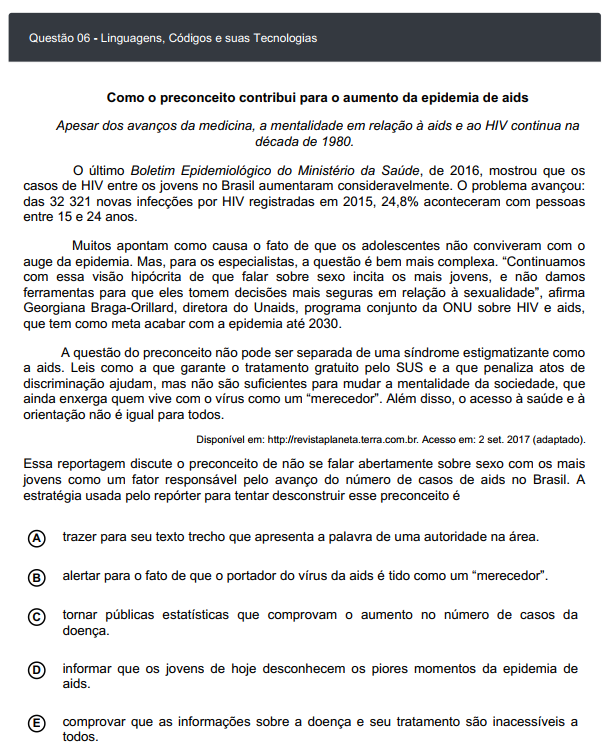 Questão 06 - Linguagens, Códigos e suas Tecnologias
Como o preconceito contribui para o aumento da epidemia de aids
Apesar dos avanços da medicina, a mentalidade em relação à aids e ao HIV continua na
década de 1980.
O último Boletim Epidemiológico do Ministério da Saúde, de 2016, mostrou que os
casos de HIV entre os jovens no Brasil aumentaram consideravelmente. O problema avançou:
das 32 321 novas infecções por HIV registradas em 2015, 24,8% aconteceram com pessoas
entre 15 e 24 anos.
Muitos apontam como causa o fato de que os adolescentes não conviveram com o
auge da epidemia. Mas, para os especialistas, a questão é bem mais complexa. “Continuamos
com essa visão hipócrita de que falar sobre sexo incita os mais jovens, e não damos
ferramentas para que eles tomem decisões mais seguras em relação à sexualidade”, afirma
Georgiana Braga-Orillard, diretora do Unaids, programa conjunto da ONU sobre HIV e aids,
que tem como meta acabar com a epidemia até 2030.
A questão do preconceito não pode ser separada de uma síndrome estigmatizante como
a aids. Leis como a que garante o tratamento gratuito pelo SUS e a que penaliza atos de
discriminação ajudam, mas não são suficientes para mudar a mentalidade da sociedade, que
ainda enxerga quem vive com o vírus como um “merecedor”. Além disso, o acesso à saúde e à
orientação não é igual para todos.
Disponível em: http://revistaplaneta.terra.com.br. Acesso em: 2 set. 2017 (adaptado).
Essa reportagem discute o preconceito de não se falar abertamente sobre sexo com os mais
jovens como um fator responsável pelo avanço do número de casos de aids no Brasil. A
estratégia usada pelo repórter para tentar desconstruir esse preconceito é
A trazer para seu texto trecho que apresenta a palavra de uma autoridade na área.
B alertar para o fato de que o portador do vírus da aids é tido como um “merecedor”.
C tornar públicas estatísticas que comprovam o aumento no número de casos da
doença.
D informar que os jovens de hoje desconhecem os piores momentos da epidemia de
aids.
E comprovar que as informações sobre a doença e seu tratamento são inacessíveis a
todos.